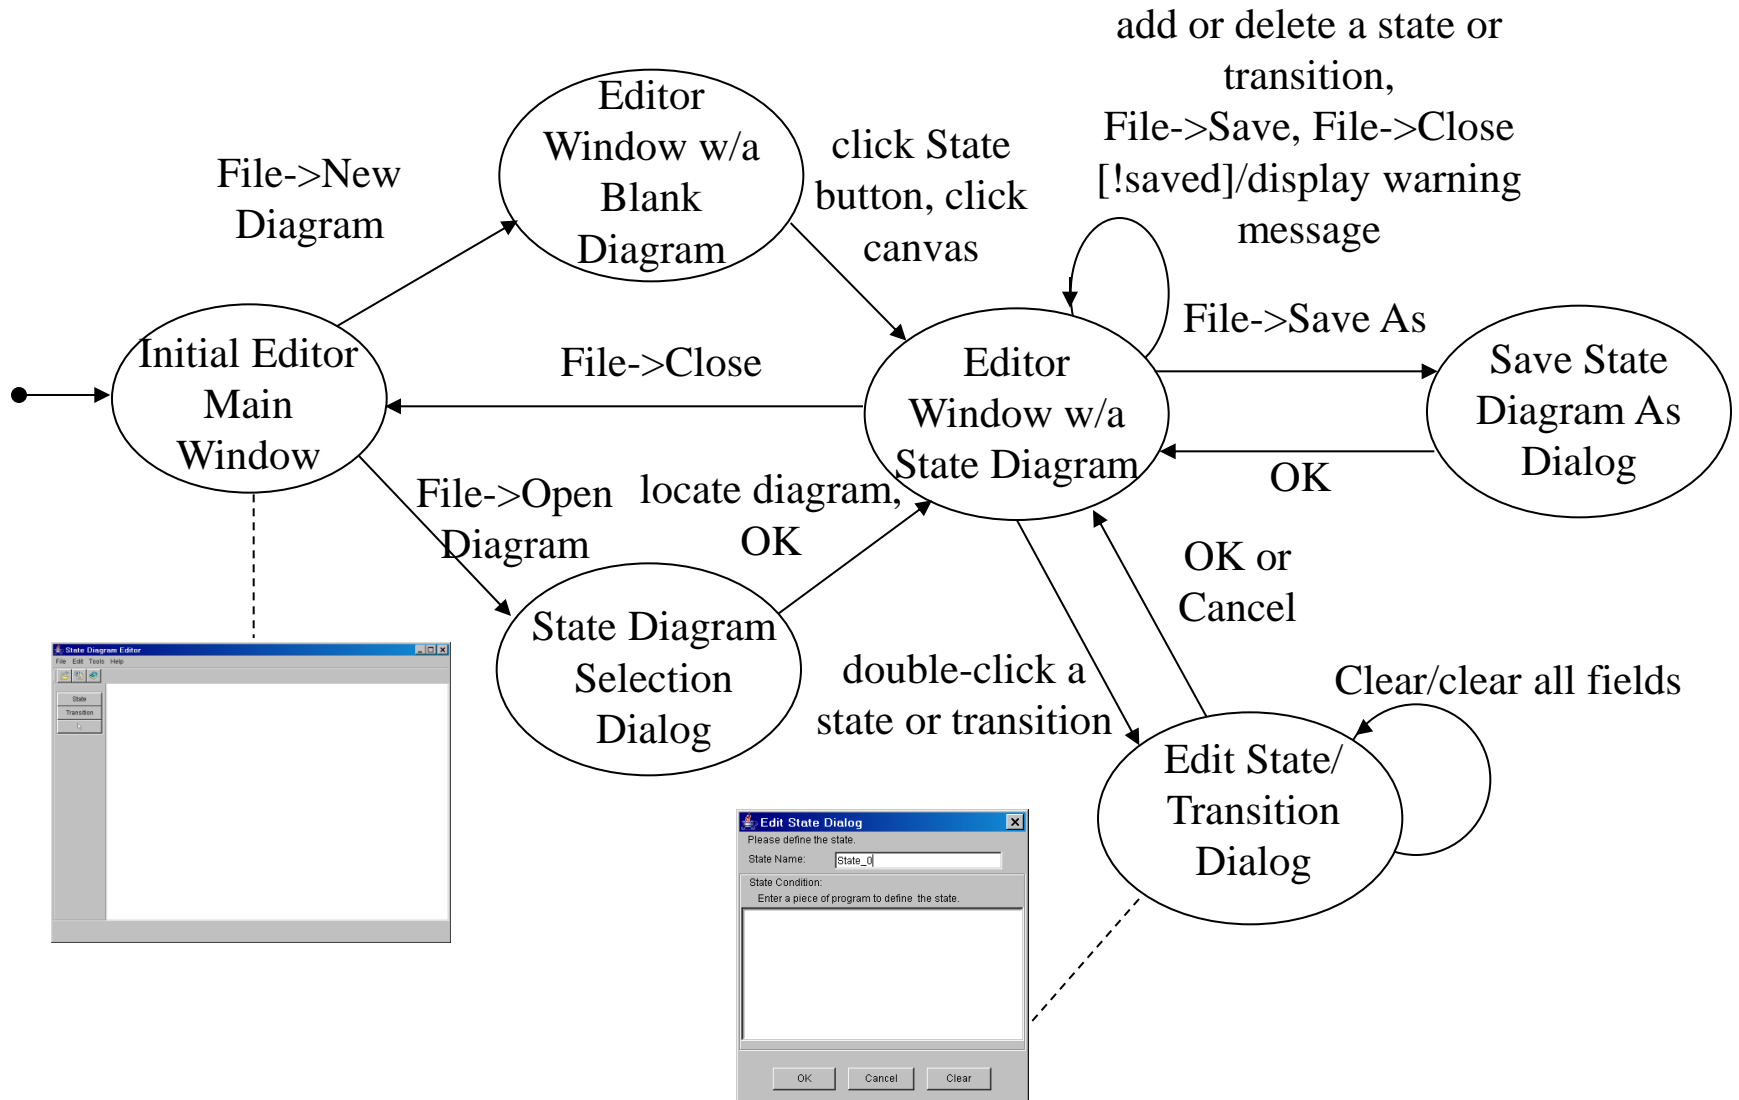 add or delete a state or
transition,
File->Save, File->Close
[!saved]/display warning
message
Editor
Window w/a
Blank
Diagram
click State
button, click
canvas
File->New
Diagram
Initial Editor
Main
Window
File->Close
Editor
Window w/a
State Diagram
File->Save As
Save State
Diagram As
Dialog
OK
File->Open
Diagram
locate diagram,
OK
State Diagram
Selection
Dialog
OK or
Cancel
double-click a
state or transition
Clear/clear all fields
Edit State/
Transition
Dialog
State Diagram Editor
File Edit Tools Help
State
Transition
Edit State Dialog
Please define the state.
State Name: State_0
State Condition:
Enter a piece of program to define the state.
OK Cancel Clear